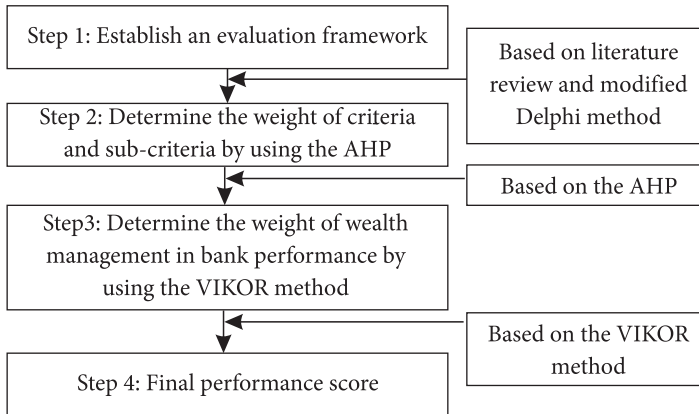 Step 1: Establish an evaluation framework
Based on literature
review and modified
Delphi method
Step 2: Determine the weight of criteria
and sub-criteria by using the AHP
Based on the AHP
Step3: Determine the weight of wealth
management in bank performance by
using the VIKOR method
Based on the VIKOR
method
Step 4: Final performance score